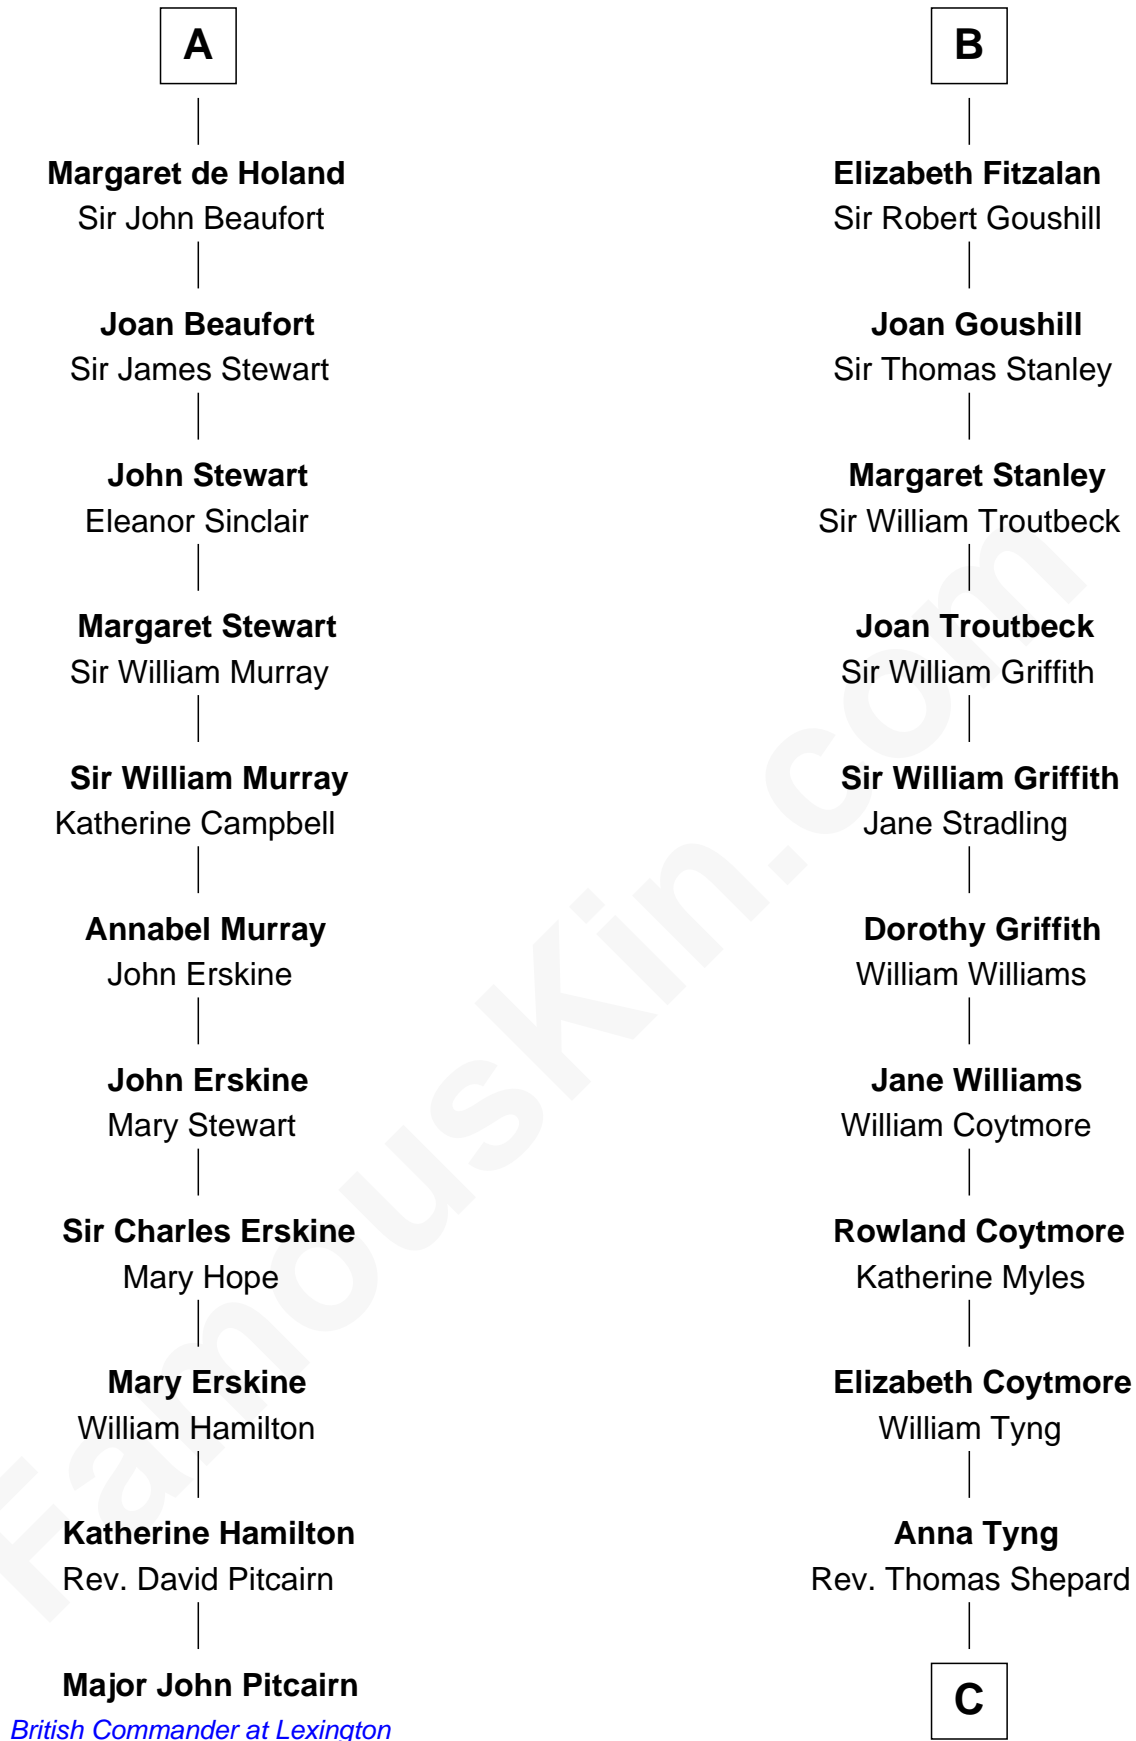 A
Margaret de Holand
Sir John Beaufort
Joan Beaufort
Sir James Stewart
John Stewart
Eleanor Sinclair
Margaret Stewart
Sir William Murray
Sir William Murray
Katherine Campbell
Annabel Murray
John Erskine
John Erskine
Mary Stewart
Sir Charles Erskine
Mary Hope
Mary Erskine
William Hamilton
Katherine Hamilton
Rev. David Pitcairn
Major John Pitcairn
British Commander at Lexington
B
Elizabeth Fitzalan
Sir Robert Goushill
Joan Goushill
Sir Thomas Stanley
Margaret Stanley
Sir William Troutbeck
Joan Troutbeck
Sir William Griffith
Sir William Griffith
Jane Stradling
Dorothy Griffith
William Williams
Jane Williams
William Coytmore
Rowland Coytmore
Katherine Myles
Elizabeth Coytmore
William Tyng
Anna Tyng
Rev. Thomas Shepard
C
FamousKin.com